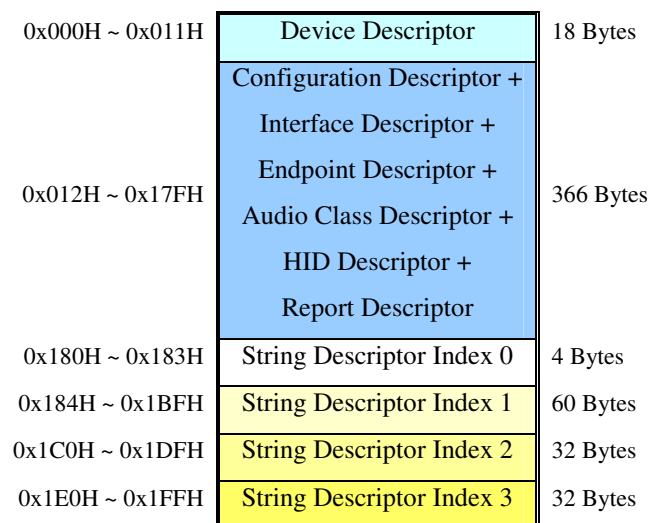 0x000H ~ 0x011H Device Descriptor 18 Bytes
Configuration Descriptor +
Interface Descriptor +
Endpoint Descriptor +
0x012H ~ 0x17FH 366 Bytes
Audio Class Descriptor +
HID Descriptor +
Report Descriptor
0x180H ~ 0x183H String Descriptor Index 0 4 Bytes
0x184H ~ 0x1BFH String Descriptor Index 1 60 Bytes
0x1C0H ~ 0x1DFH String Descriptor Index 2 32 Bytes
0x1E0H ~ 0x1FFH String Descriptor Index 3 32 Bytes